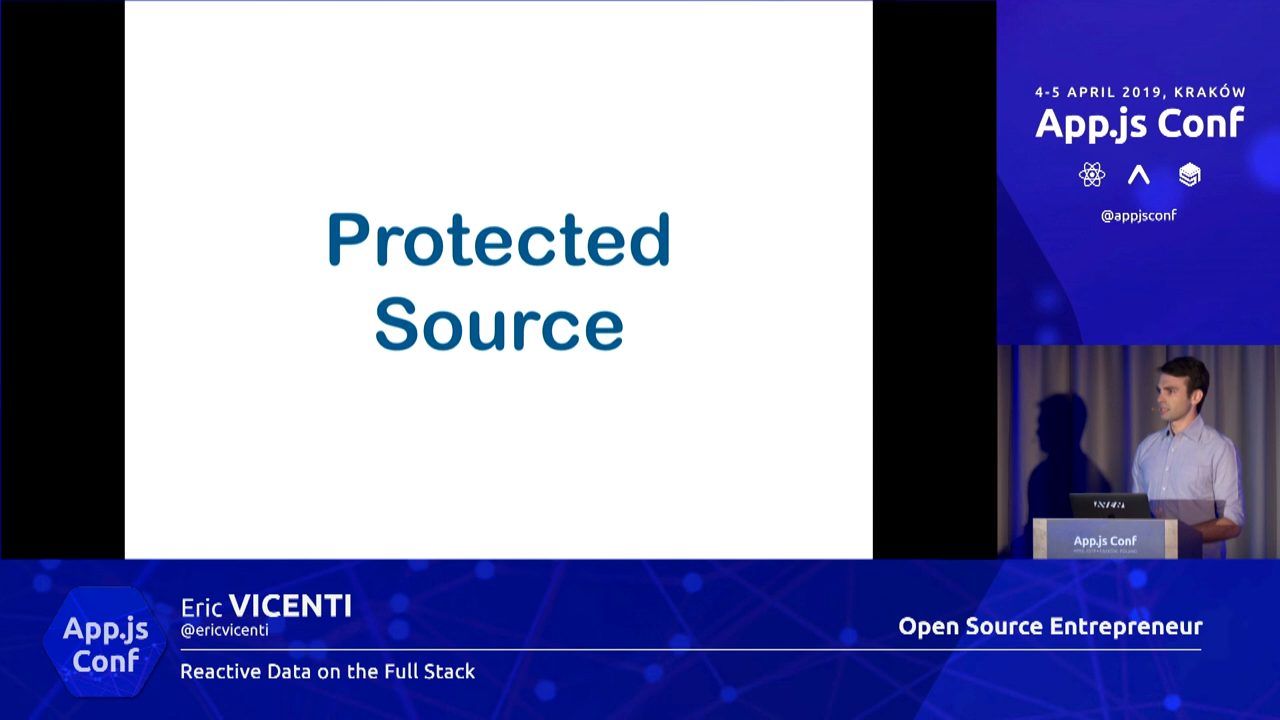 Protected
Source
4-5 APRIL 2019, KRAKÓW
App.js Conf
@appjsconf
App.js Conf
Eric VICENTI
@ericvicenti
Reactive Data on the Full Stack
Open Source Entrepreneur
App.js
Conf